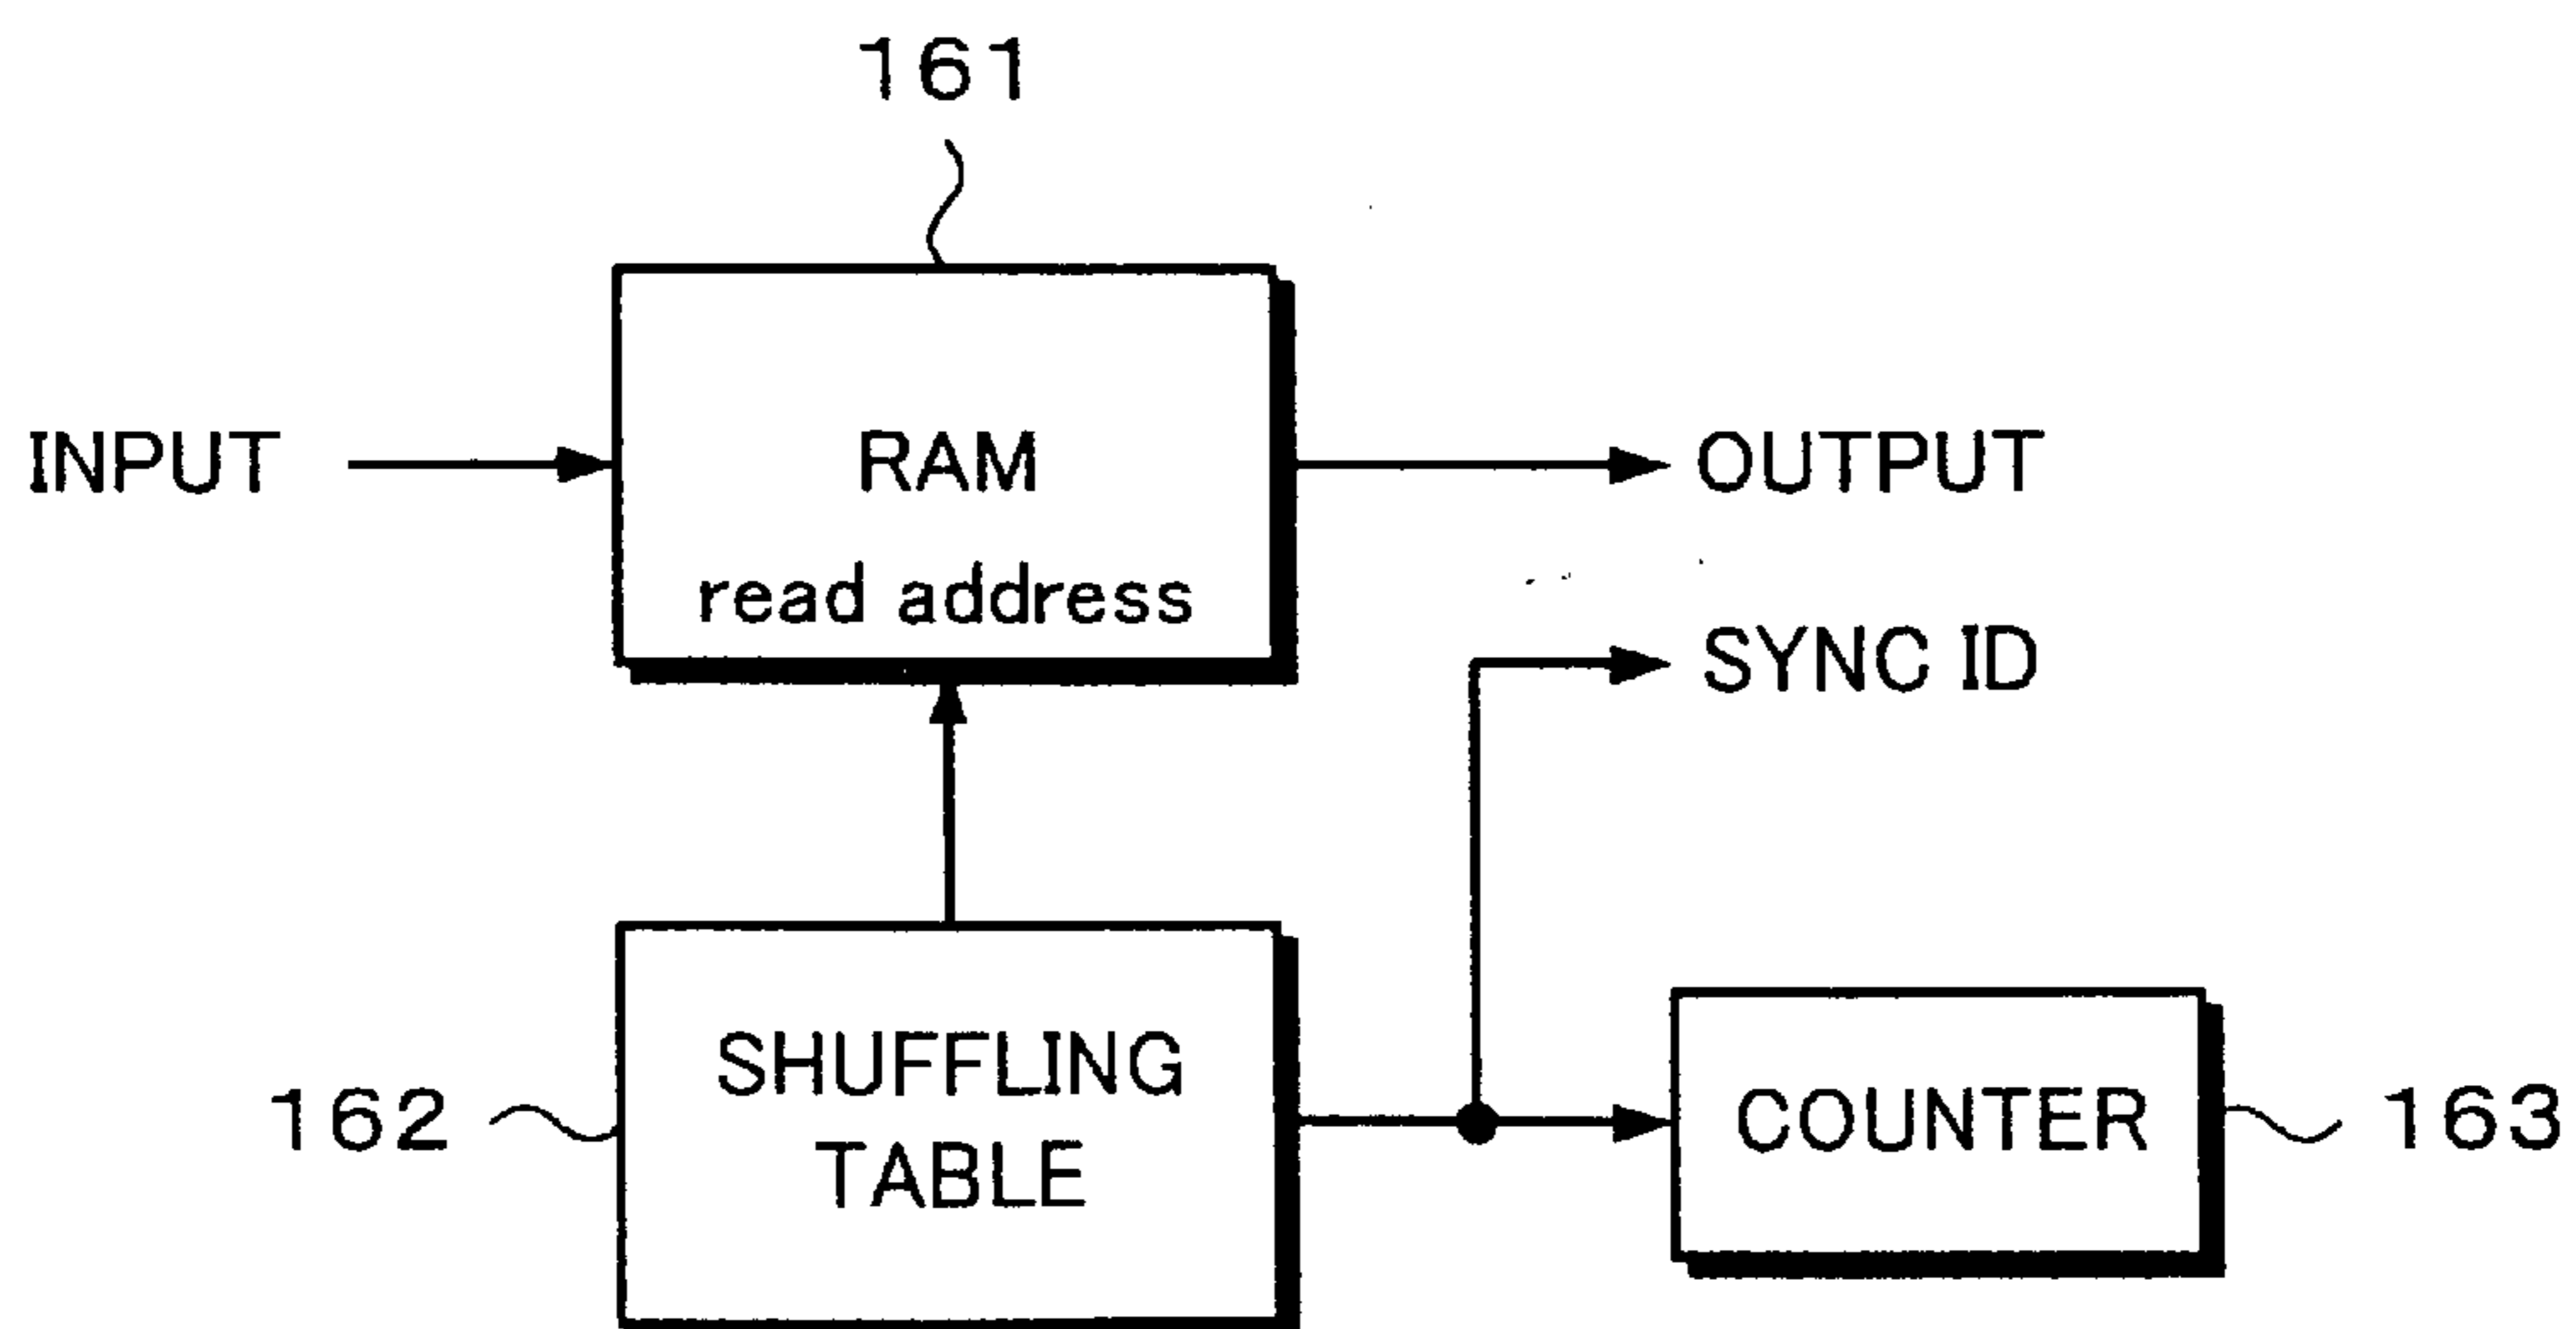 161
INPUT
RAM
read address
OUTPUT
SYNC ID
162
SHUFFLING
TABLE
COUNTER
163